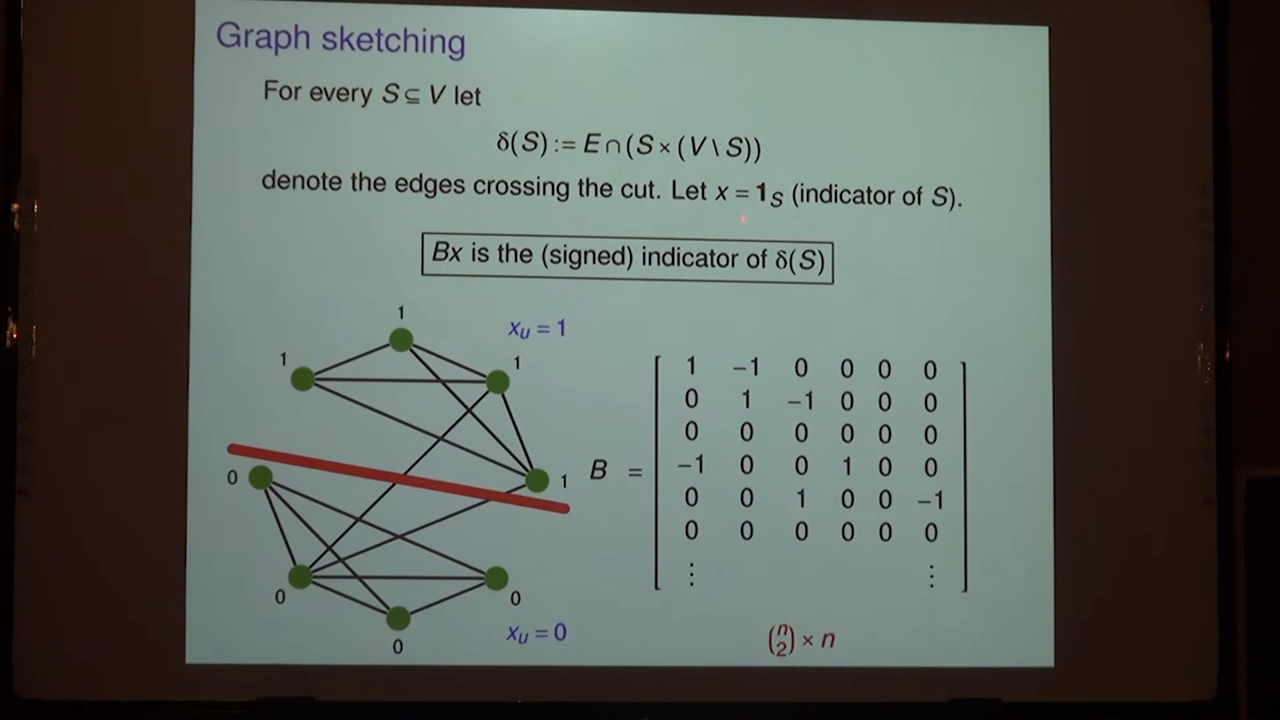 Graph sketching
For every S ⊆ V let
δ(S) := E ∩ (S × (V \ S))
denote the edges crossing the cut. Let x = 1_S (indicator of S).
Bx is the (signed) indicator of δ(S)
1
x_u = 1
1
1
0
1
0
0
0
x_u = 0
B =
1 −1 0 0 0 0
0 1 −1 0 0 0
0 0 0 0 0 0
−1 0 0 1 0 0
0 0 1 0 0 −1
0 0 0 0 0 0
⋮ ⋮
(n 2) × n